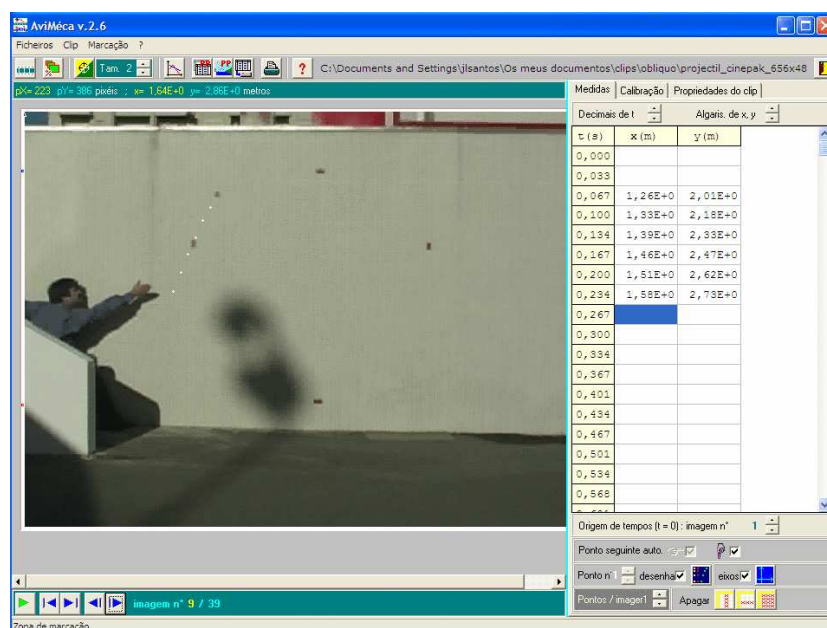 AviMéca v.2.6
Ficheiros Clip Marcação ?
Tam. 2 ? C:\Documents and Settings\jlsantos\Os meus documentos\clips\obliquo\projectil_cinepak_656x48
pX= 223 pY= 386 pixéis ; x= 1,64E+0 y= 2,86E+0 metros
Medidas Calibração Propriedades do clip
Decimais de t Algaris. de x, y
t(s) x(m) y(m)
0,000
0,033
0,067 1,26E+0 2,01E+0
0,100 1,33E+0 2,18E+0
0,134 1,39E+0 2,33E+0
0,167 1,46E+0 2,47E+0
0,200 1,51E+0 2,62E+0
0,234 1,58E+0 2,73E+0
0,267
0,300
0,334
0,367
0,401
0,434
0,467
0,501
0,534
0,568
Origem de tempos (t = 0) : imagem n° 1
Ponto seguinte auto.
Ponto n° 1 desenha eixos
Pontos / imager1 Apagar
imagem n° 9 / 39
Zona de marcação